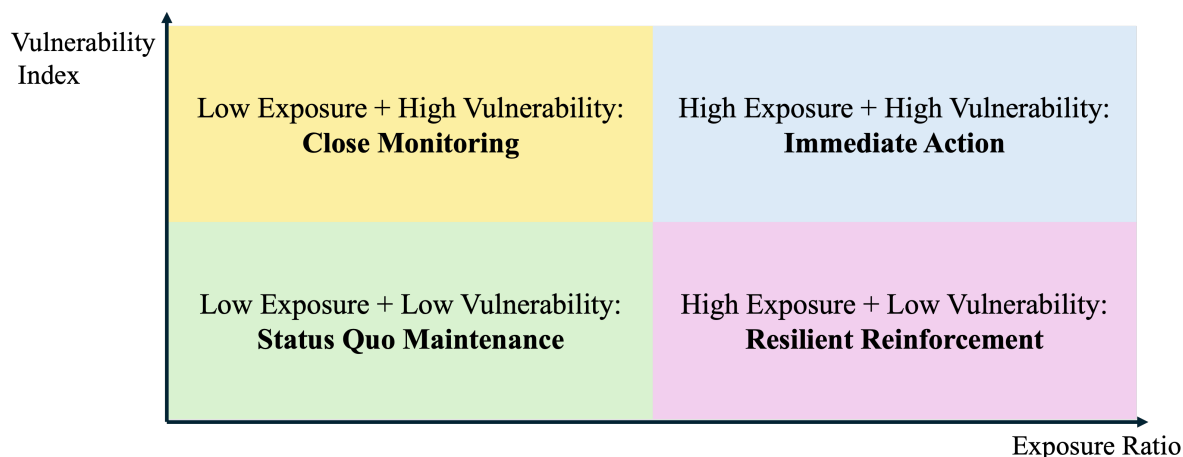 Vulnerability
Index
Low Exposure + High Vulnerability:
Close Monitoring
High Exposure + High Vulnerability:
Immediate Action
Low Exposure + Low Vulnerability:
Status Quo Maintenance
High Exposure + Low Vulnerability:
Resilient Reinforcement
Exposure Ratio